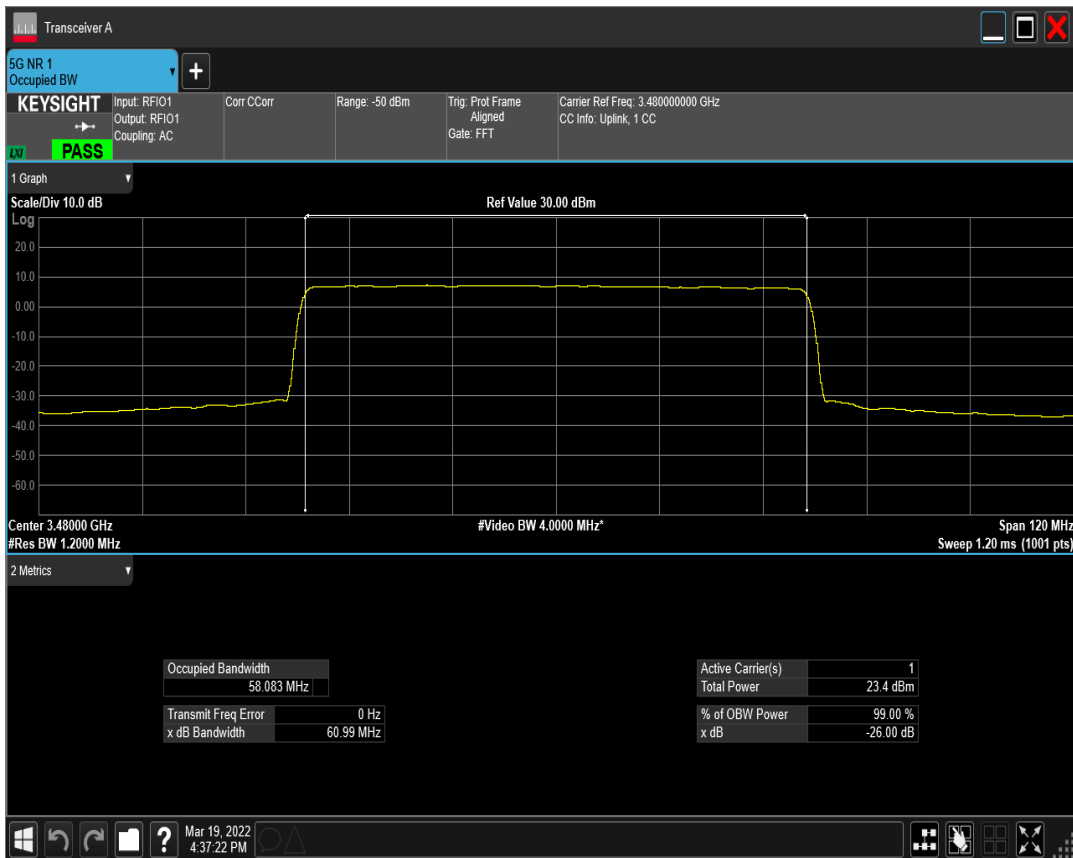 Transceiver A
5G NR 1
Occupied BW
+
KEYSIGHT
LXI
PASS
Input: RFIO1
Output: RFIO1
Coupling: AC
Corr CCorr
Range: -50 dBm
Trig: Prot Frame
Aligned
Gate: FFT
Carrier Ref Freq: 3.480000000 GHz
CC Info: Uplink, 1 CC
1 Graph
Scale/Div 10.0 dB
Ref Value 30.00 dBm
Log
20.0
10.0
0.00
-10.0
-20.0
-30.0
-40.0
-50.0
-60.0
Center 3.48000 GHz
#Video BW 4.0000 MHz*
Span 120 MHz
#Res BW 1.2000 MHz
Sweep 1.20 ms (1001 pts)
2 Metrics
Occupied Bandwidth
58.083 MHz
Transmit Freq Error 0 Hz
x dB Bandwidth 60.99 MHz
Active Carrier(s) 1
Total Power 23.4 dBm
% of OBW Power 99.00 %
x dB -26.00 dB
?
Mar 19, 2022
4:37:22 PM